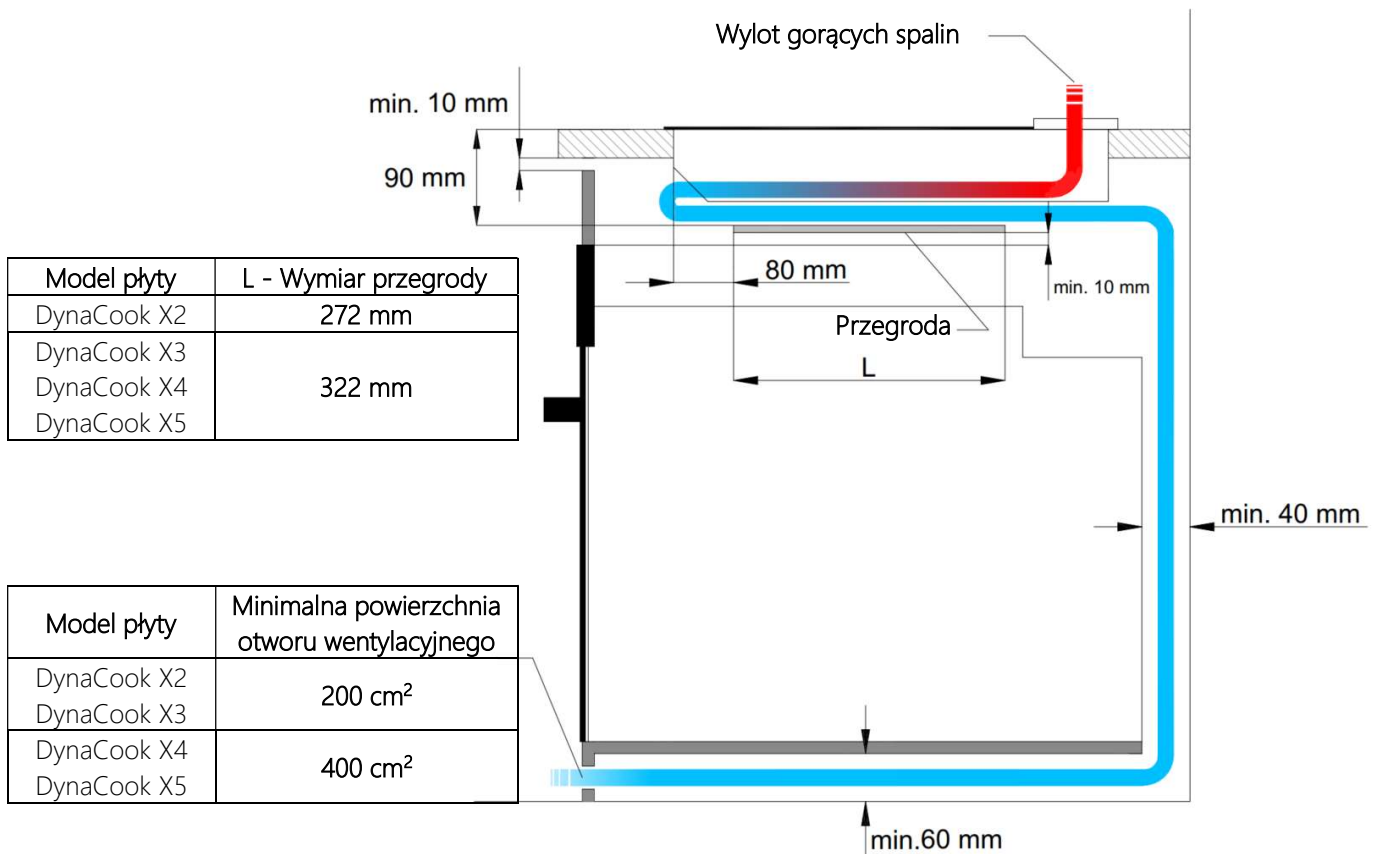 Wylot gorących spalin
min. 10 mm
90 mm
80 mm
min. 10 mm
Przegroda
L
Model płyty L - Wymiar przegrody
DynaCook X2 272 mm
DynaCook X3
DynaCook X4 322 mm
DynaCook X5
min. 40 mm
Model płyty Minimalna powierzchnia
otworu wentylacyjnego
DynaCook X2
DynaCook X3
200 cm²
DynaCook X4
DynaCook X5
400 cm²
min.60 mm